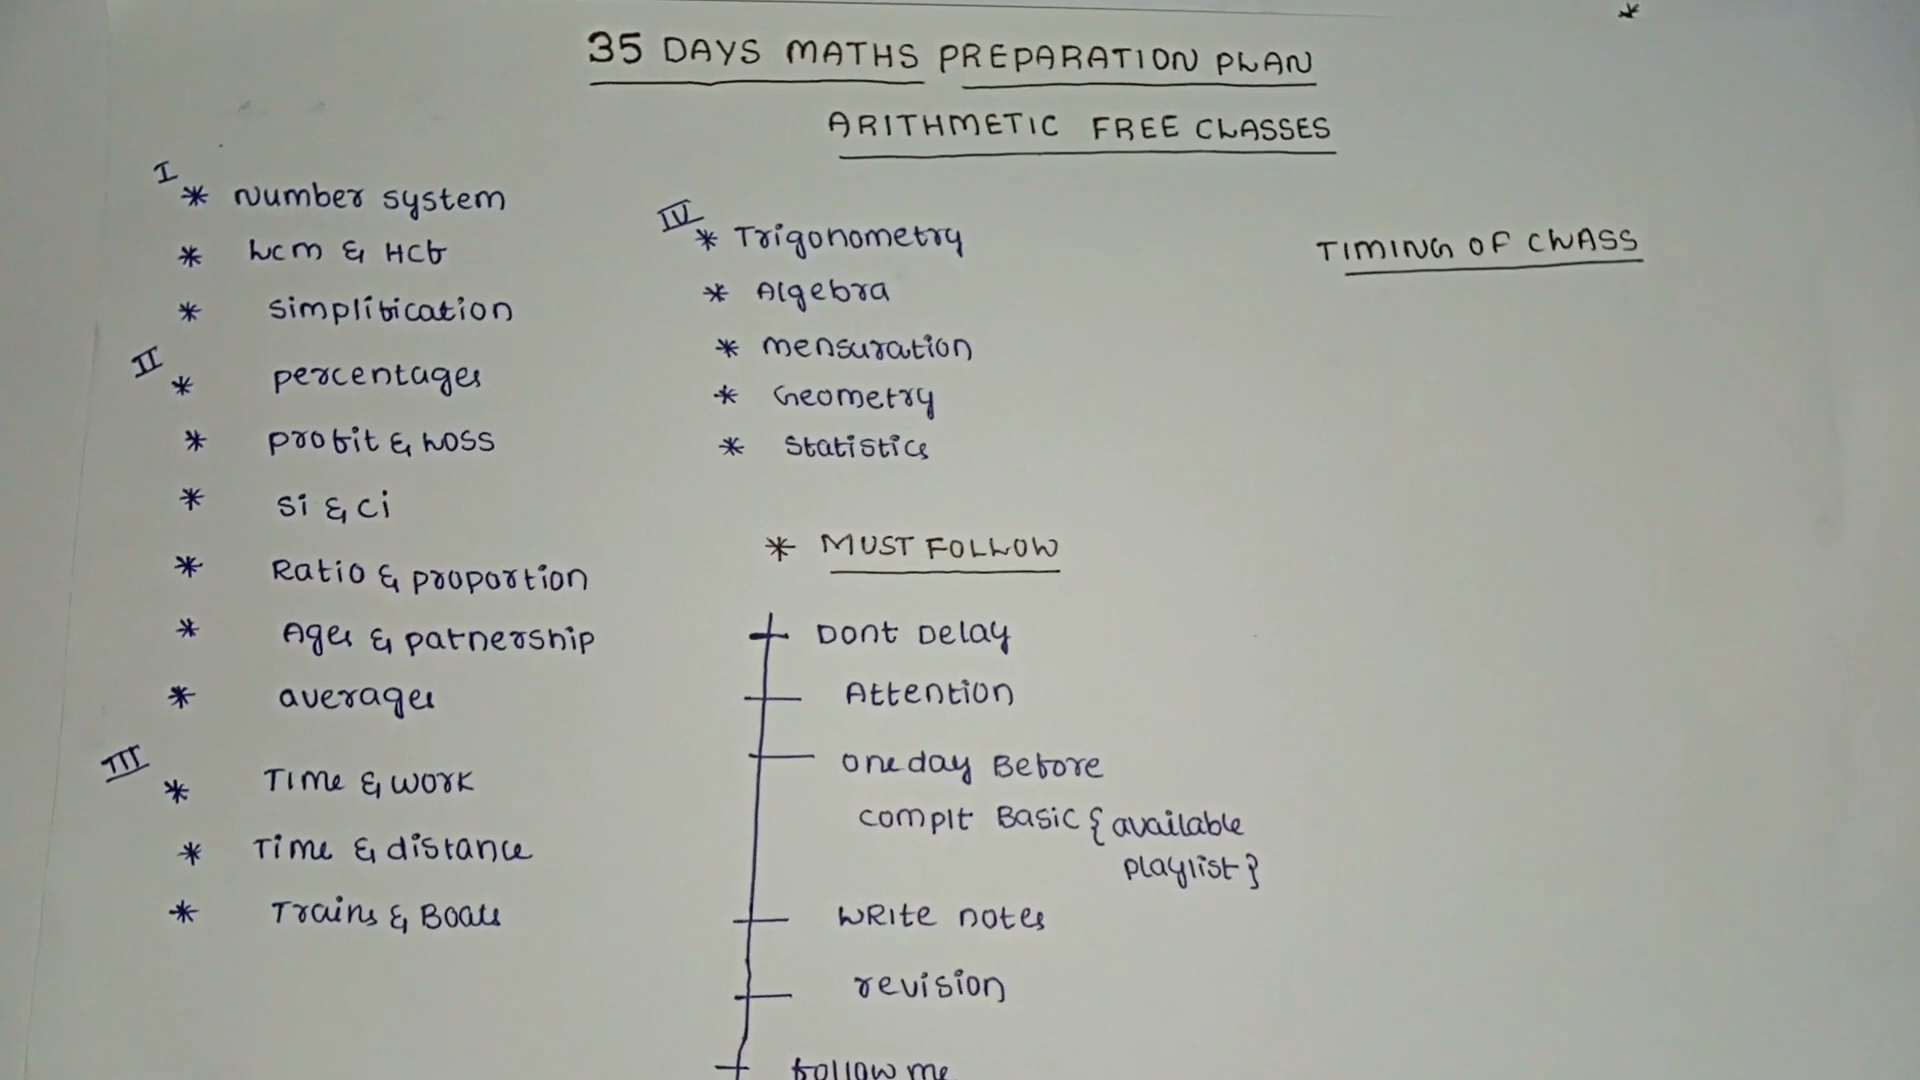 35 DAYS MATHS PREPARATION PLAN
ARITHMETIC FREE CLASSES
I
* Number system
* Lcm & HCf
* simplification
II
* percentages
* profit & Loss
* Si & Ci
* Ratio & proportion
* Ages & patnership
* averages
III
* Time & work
* Time & distance
* Trains & Boats
IV
* Trigonometry
* Algebra
* mensuration
* Geometry
* Statistics
* MUST FOLLOW
Dont Delay
Attention
one day Before
complt Basic { available
playlist }
WRite notes
revision
follow me
TIMING OF CLASS